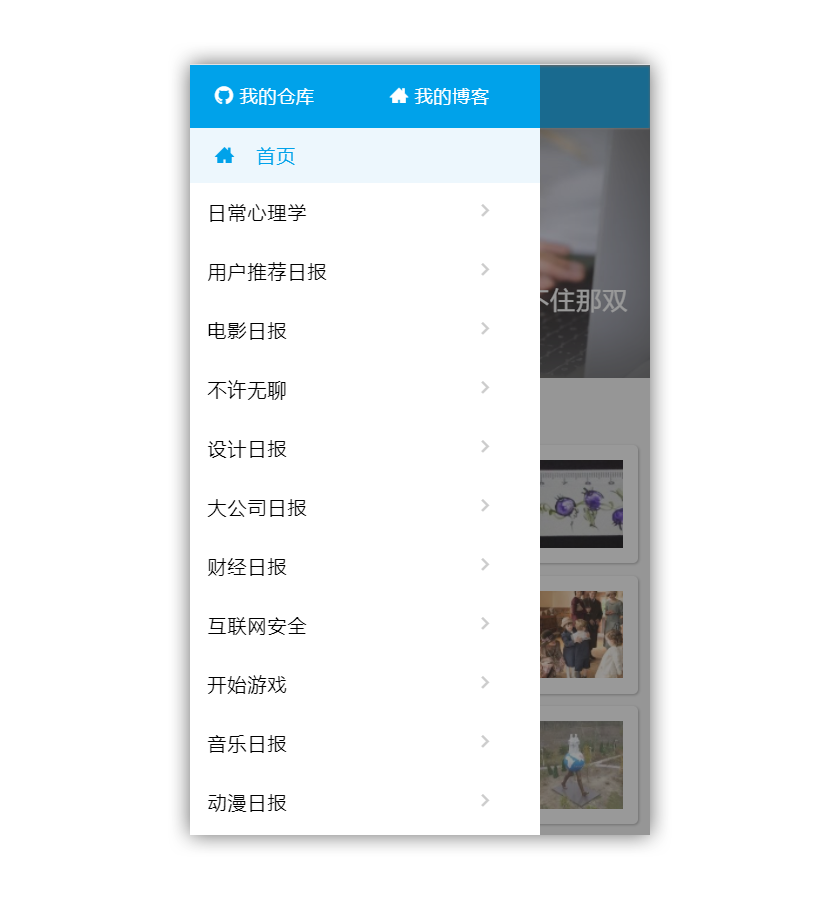 我的仓库 我的博客
首页
不住那双
日常心理学
用户推荐日报
电影日报
不许无聊
设计日报
大公司日报
财经日报
互联网安全
开始游戏
音乐日报
动漫日报